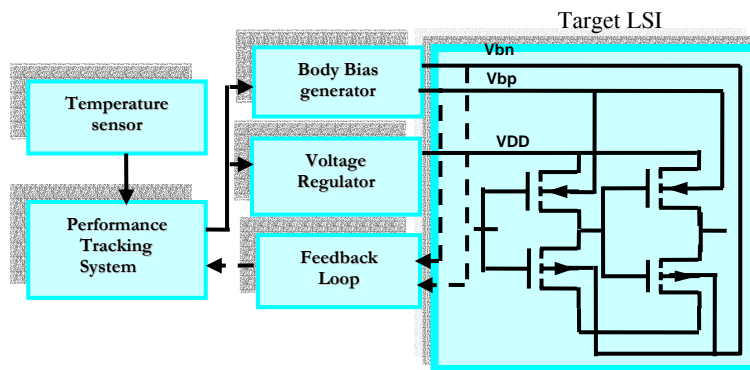 Target LSI
Vbn
Body Bias
generator
Vbp
Temperature
sensor
VDD
Voltage
Regulator
Performance
Tracking
System
Feedback
Loop